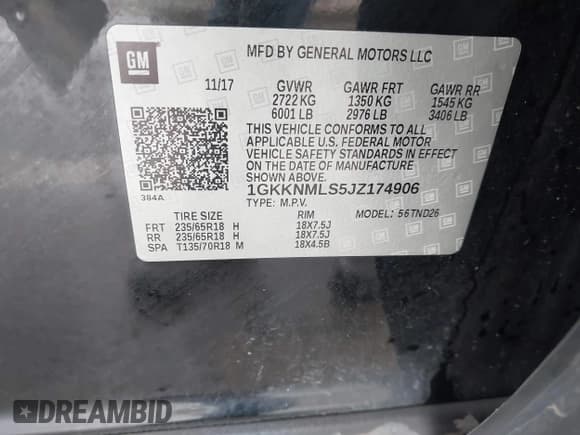 GM
MFD BY GENERAL MOTORS LLC
11/17 GVWR GAWR FRT GAWR RR
2722 KG 1350 KG 1545 KG
6001 LB 2976 LB 3406 LB
THIS VEHICLE CONFORMS TO ALL
APPLICABLE U.S. FEDERAL MOTOR
VEHICLE SAFETY STANDARDS IN EFFECT
ON THE DATE OF MANUFACTURE
SHOWN ABOVE.
1GKKNMLS5JZ174906
TYPE: M.P.V. MODEL: 56TND26
384A
TIRE SIZE RIM
FRT 235/65R18 H 18X7.5J
RR 235/65R18 H 18X7.5J
SPA T135/70R18 M 18X4.5B
DREAMBID